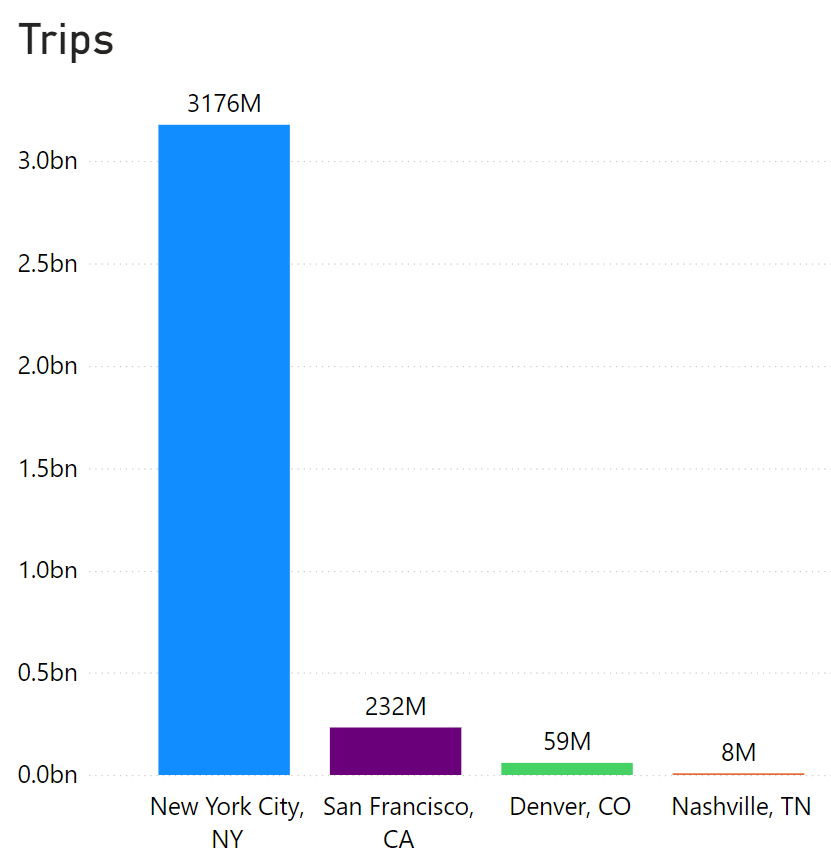 Trips
3176M
3.0bn
2.5bn
2.0bn
1.5bn
1.0bn
0.5bn
232M
59M
8M
0.0bn
New York City,
NY
San Francisco,
CA
Denver, CO
Nashville, TN